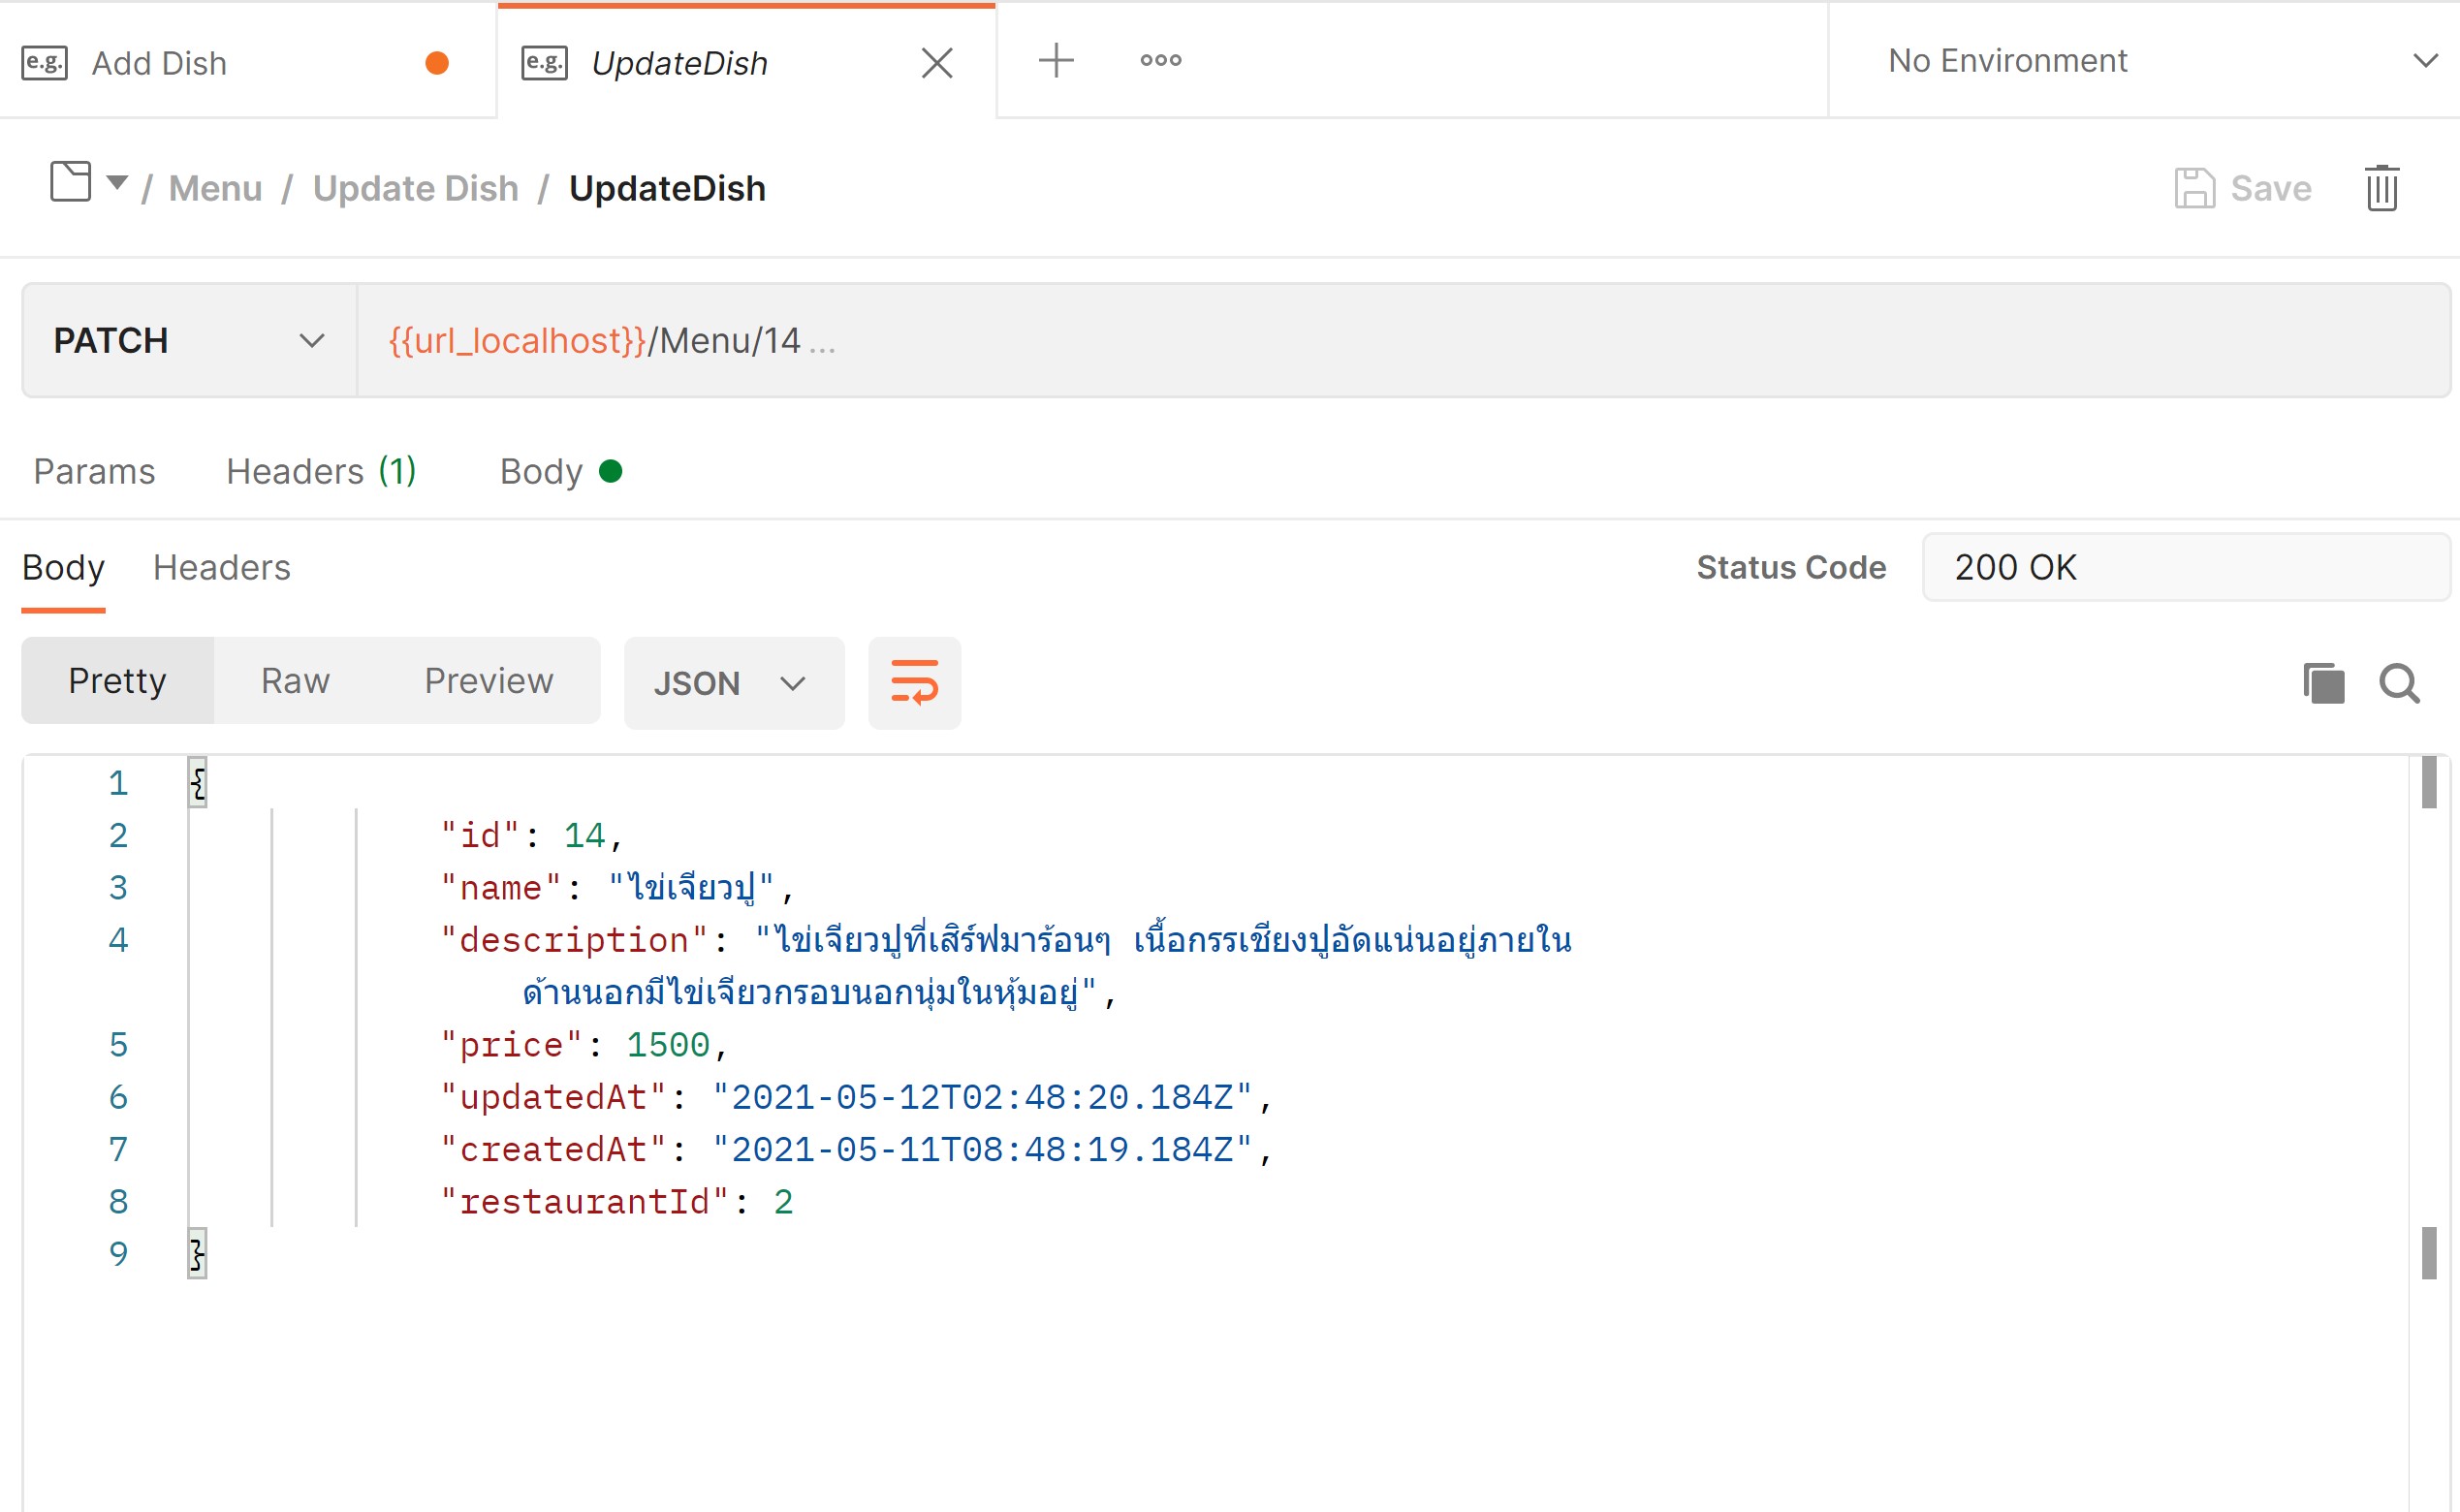 e.g. Add Dish e.g. UpdateDish No Environment
/ Menu / Update Dish / UpdateDish Save
PATCH {{url_localhost}}/Menu/14 ...
Params Headers (1) Body
Body Headers Status Code 200 OK
Pretty Raw Preview JSON
1 {
2 "id": 14,
3 "name": "ไข่เจียวปู",
4 "description": "ไข่เจียวปูที่เสิร์ฟมาร้อนๆ เนื้อกรรเชียงปูอัดแน่นอยู่ภายใน
ด้านนอกมีไข่เจียวกรอบนอกนุ่มในหุ้มอยู่",
5 "price": 1500,
6 "updatedAt": "2021-05-12T02:48:20.184Z",
7 "createdAt": "2021-05-11T08:48:19.184Z",
8 "restaurantId": 2
9 }